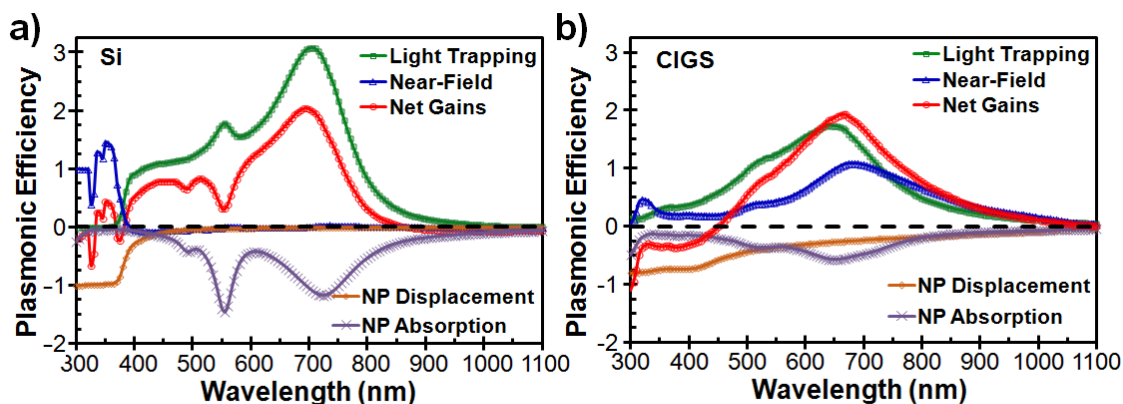 a)
Si
Light Trapping
Near-Field
Net Gains
NP Displacement
NP Absorption
Plasmonic Efficiency
3
2
1
0
−1
−2
300 400 500 600 700 800 900 1000 1100
Wavelength (nm)
b)
CIGS
Light Trapping
Near-Field
Net Gains
NP Displacement
NP Absorption
Plasmonic Efficiency
3
2
1
0
−1
−2
300 400 500 600 700 800 900 1000 1100
Wavelength (nm)